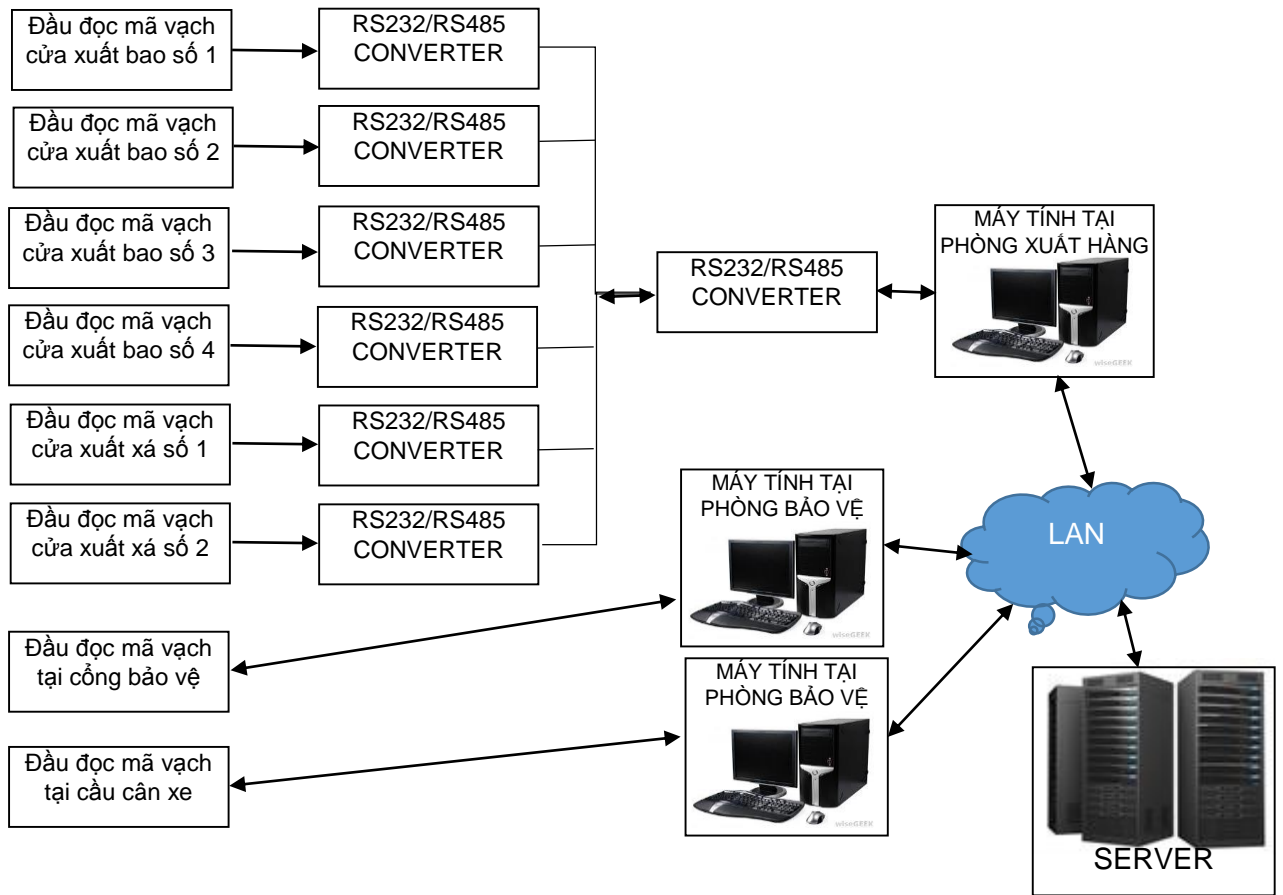 Đầu đọc mã vạch
cửa xuất bao số 1
RS232/RS485
CONVERTER
Đầu đọc mã vạch
cửa xuất bao số 2
RS232/RS485
CONVERTER
Đầu đọc mã vạch
cửa xuất bao số 3
RS232/RS485
CONVERTER
Đầu đọc mã vạch
cửa xuất bao số 4
RS232/RS485
CONVERTER
Đầu đọc mã vạch
cửa xuất xá số 1
RS232/RS485
CONVERTER
Đầu đọc mã vạch
cửa xuất xá số 2
RS232/RS485
CONVERTER
RS232/RS485
CONVERTER
MÁY TÍNH TẠI
PHÒNG XUẤT HÀNG
wiseGEEK
Đầu đọc mã vạch
tại cổng bảo vệ
MÁY TÍNH TẠI
PHÒNG BẢO VỆ
wiseGEEK
LAN
Đầu đọc mã vạch
tại cầu cân xe
MÁY TÍNH TẠI
PHÒNG BẢO VỆ
wiseGEEK
SERVER